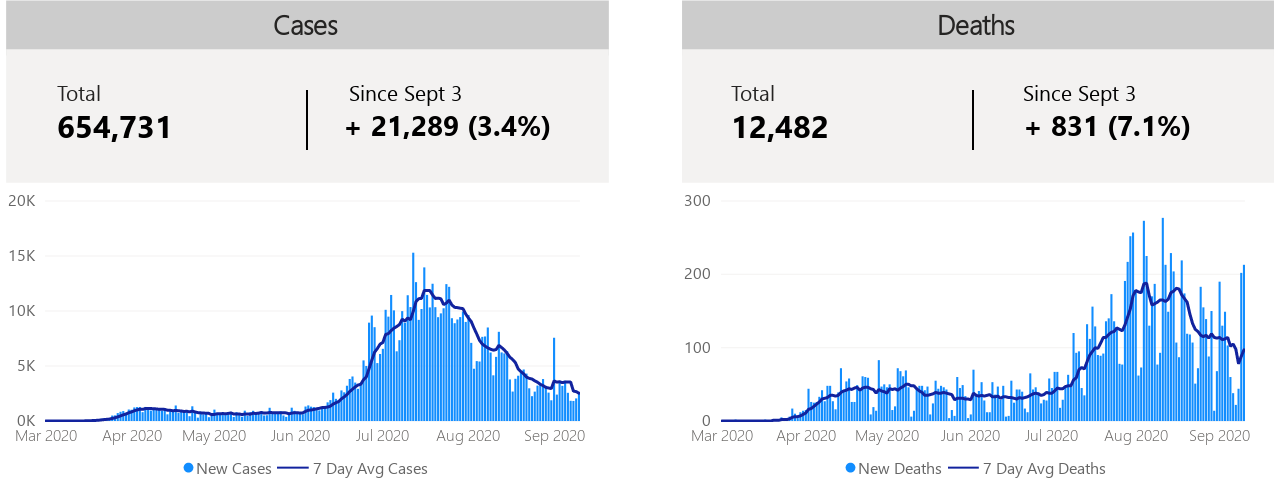 Cases
Total
Since Sept 3
654,731
+ 21,289 (3.4%)
20K
15K
10K
5K
0K
Mar 2020 Apr 2020 May 2020 Jun 2020 Jul 2020 Aug 2020 Sep 2020
New Cases 7 Day Avg Cases
Deaths
Total
Since Sept 3
12,482
+ 831 (7.1%)
300
200
100
0
Mar 2020 Apr 2020 May 2020 Jun 2020 Jul 2020 Aug 2020 Sep 2020
New Deaths 7 Day Avg Deaths